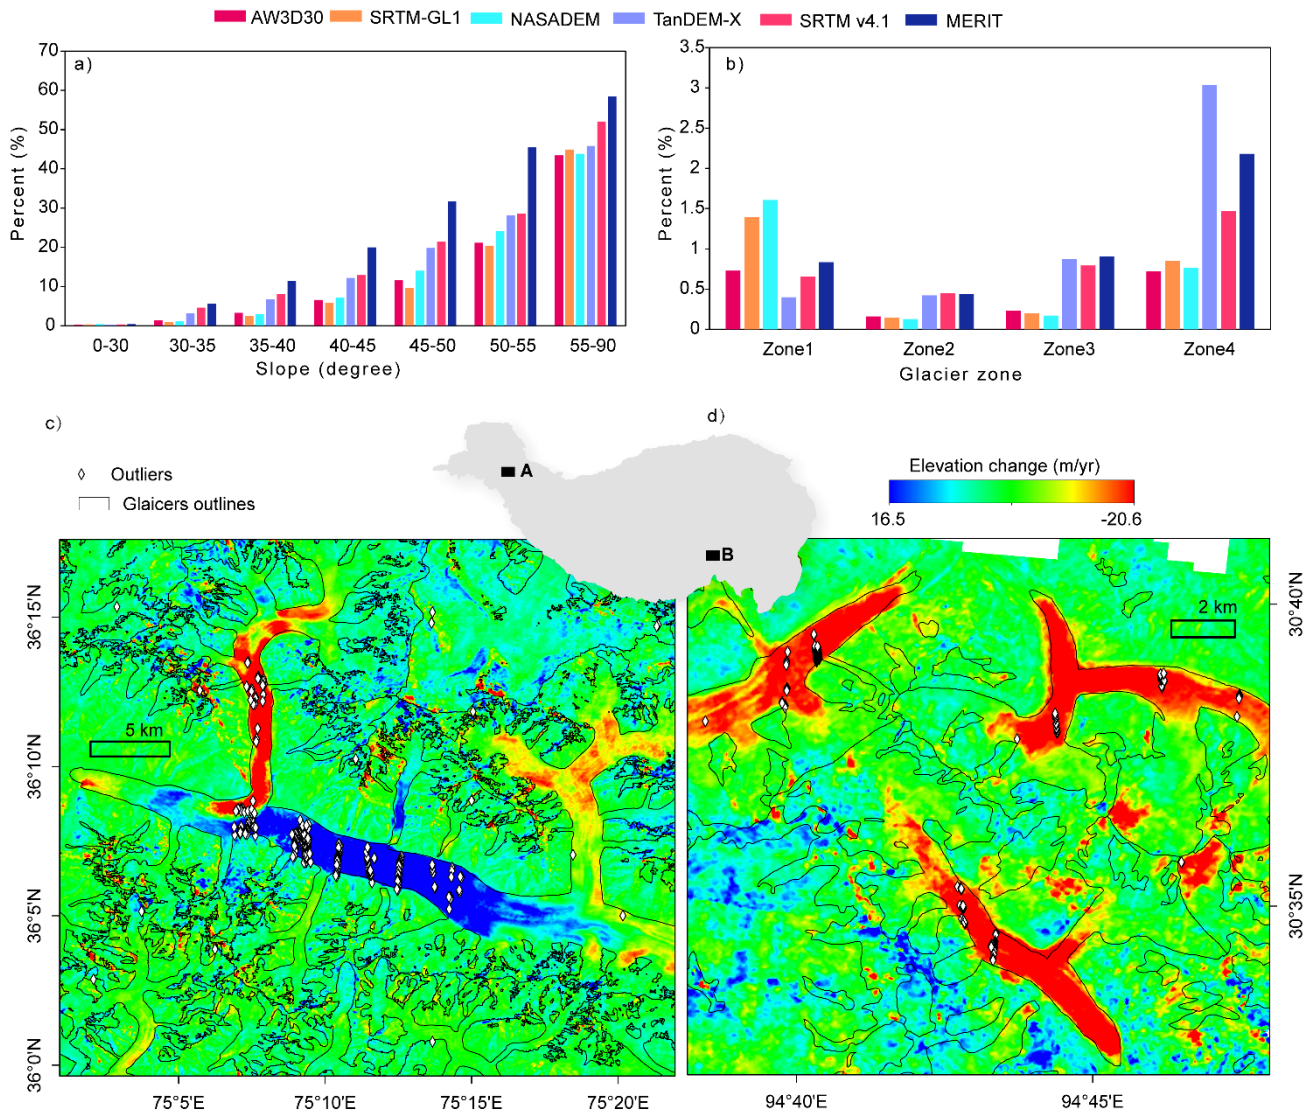 AW3D30 SRTM-GL1 NASADEM TanDEM-X SRTM v4.1 MERIT
a)
70
60
50
40
30
20
10
0
Percent (%)
0-30 30-35 35-40 40-45 45-50 50-55 55-90
Slope (degree)
b)
3.5
3
2.5
2
1.5
1
0.5
0
Percent (%)
Zone1 Zone2 Zone3 Zone4
Glacier zone
c)
Outliers
Glaicers outlines
A
B
d)
Elevation change (m/yr)
16.5 -20.6
36°15'N
36°10'N
36°5'N
36°0'N
5 km
75°5'E 75°10'E 75°15'E 75°20'E
2 km
30°40'N
30°35'N
94°40'E 94°45'E